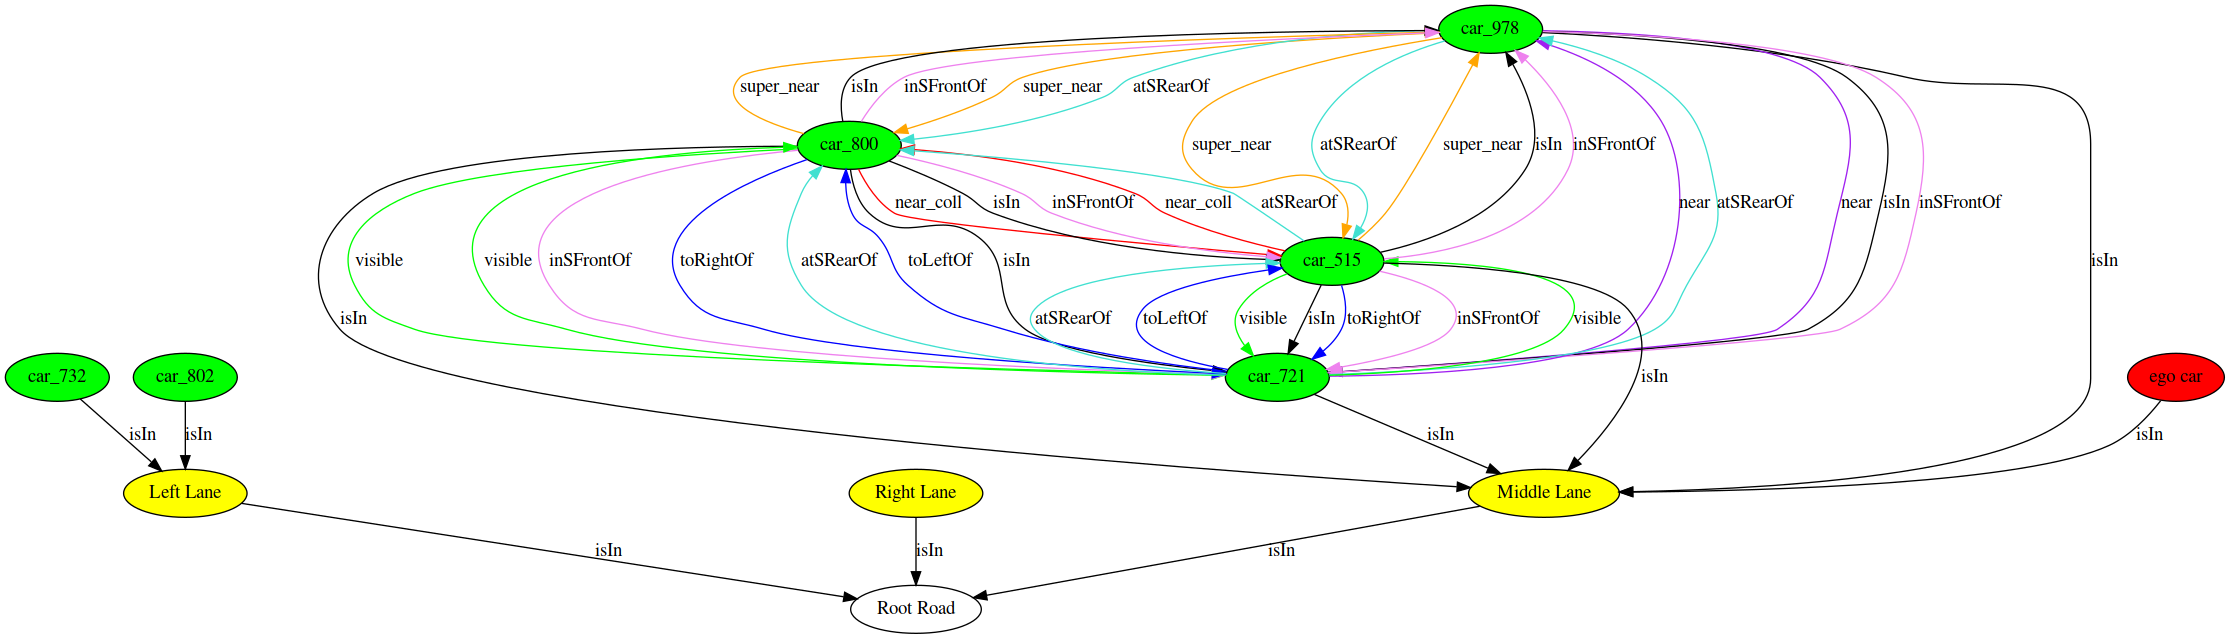 car_978
super_near
isIn
inSFrontOf
super_near
atSRearOf
car_800
super_near
atSRearOf
super_near
isIn
inSFrontOf
near_coll
isIn
inSFrontOf
near_coll
atSRearOf
near
atSRearOf
near
isIn
inSFrontOf
visible
visible
inSFrontOf
toRightOf
atSRearOf
toLeftOf
isIn
car_515
isIn
isIn
atSRearOf
toLeftOf
visible
isIn
toRightOf
inSFrontOf
visible
car_732
car_802
car_721
isIn
ego car
isIn
isIn
isIn
isIn
Left Lane
Right Lane
Middle Lane
isIn
isIn
isIn
Root Road